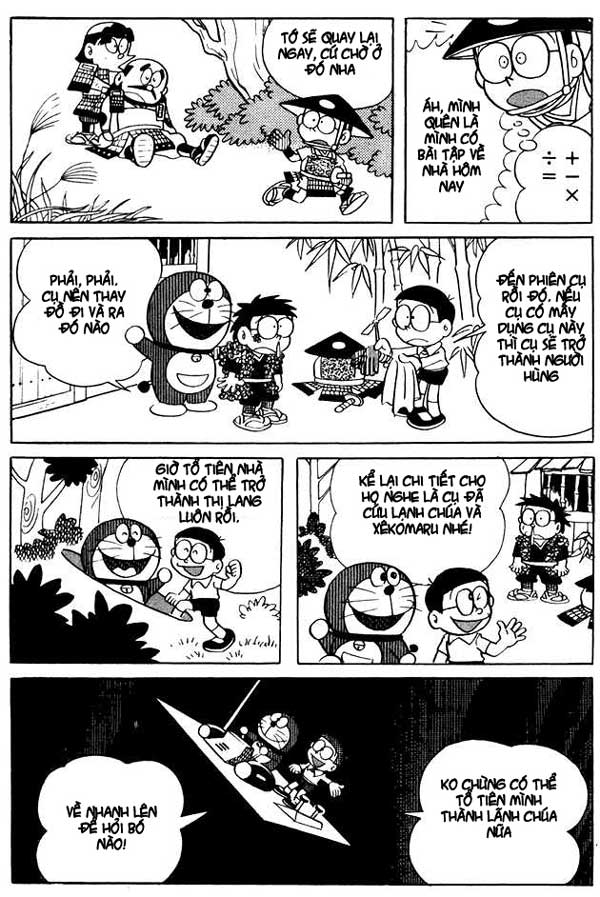 TỚ SẼ QUAY LẠI
NGAY, CỨ CHỜ Ở
ĐÓ NHA
ÁH, MÌNH
QUÊN LÀ
MÌNH CÓ
BÀI TẬP VỀ
NHÀ HÔM
NAY
÷ +
= −
×
PHẢI, PHẢI.
CỤ NÊN THAY
ĐỒ ĐI VÀ RA
ĐÓ NÀO
ĐẾN PHIÊN CỤ
RỒI ĐÓ. NẾU
CỤ CÓ MẤY
DỤNG CỤ NÀY
THÌ CỤ SẼ TRỞ
THÀNH NGƯỜI
HÙNG
GIỜ TỔ TIÊN NHÀ
MÌNH CÓ THỂ TRỞ
THÀNH THỊ LANG
LUÔN RỒI.
KỂ LẠI CHI TIẾT CHO
HỌ NGHE LÀ CỤ ĐÃ
CỨU LẠNH CHÚA VÀ
XÊKOMARU NHÉ!
VỀ NHANH LÊN
ĐỂ HỎI BỐ
NÀO!
KO CHỪNG CÓ THỂ
TỔ TIÊN MÌNH
THÀNH LÃNH CHÚA
NỮA